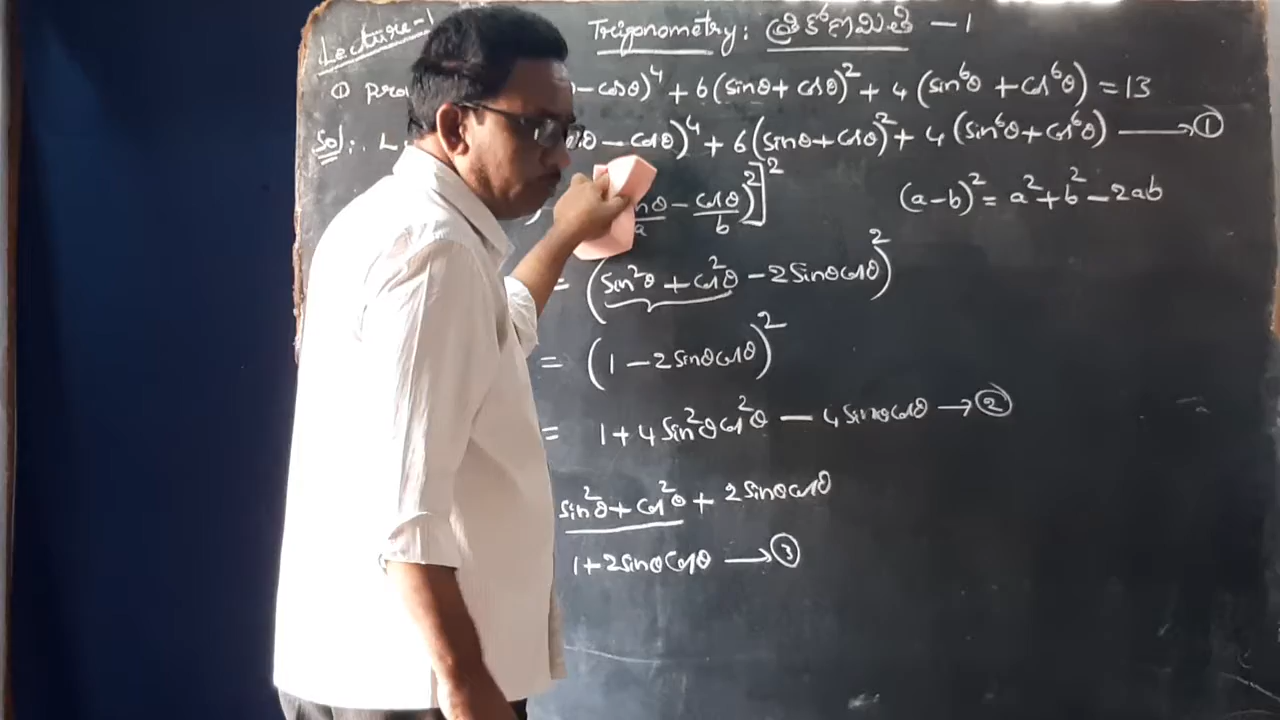 Lecture-1 Trigonometry: త్రికోణమితి - 1
① - cosθ)⁴ + 6(sinθ + cosθ)² + 4(sin⁶θ + cos⁶θ) = 13
Sol: - cosθ)⁴ + 6(sinθ + cosθ)² + 4(sin⁶θ + cos⁶θ) → ①
- cosθ)²]² (a-b)² = a² + b² - 2ab
a b
= (sin²θ + cos²θ - 2sinθcosθ)²
= (1 - 2sinθcosθ)²
= 1 + 4sin²θcos²θ - 4sinθcosθ → ②
sin²θ + cos²θ + 2sinθcosθ
1 + 2sinθcosθ → ③